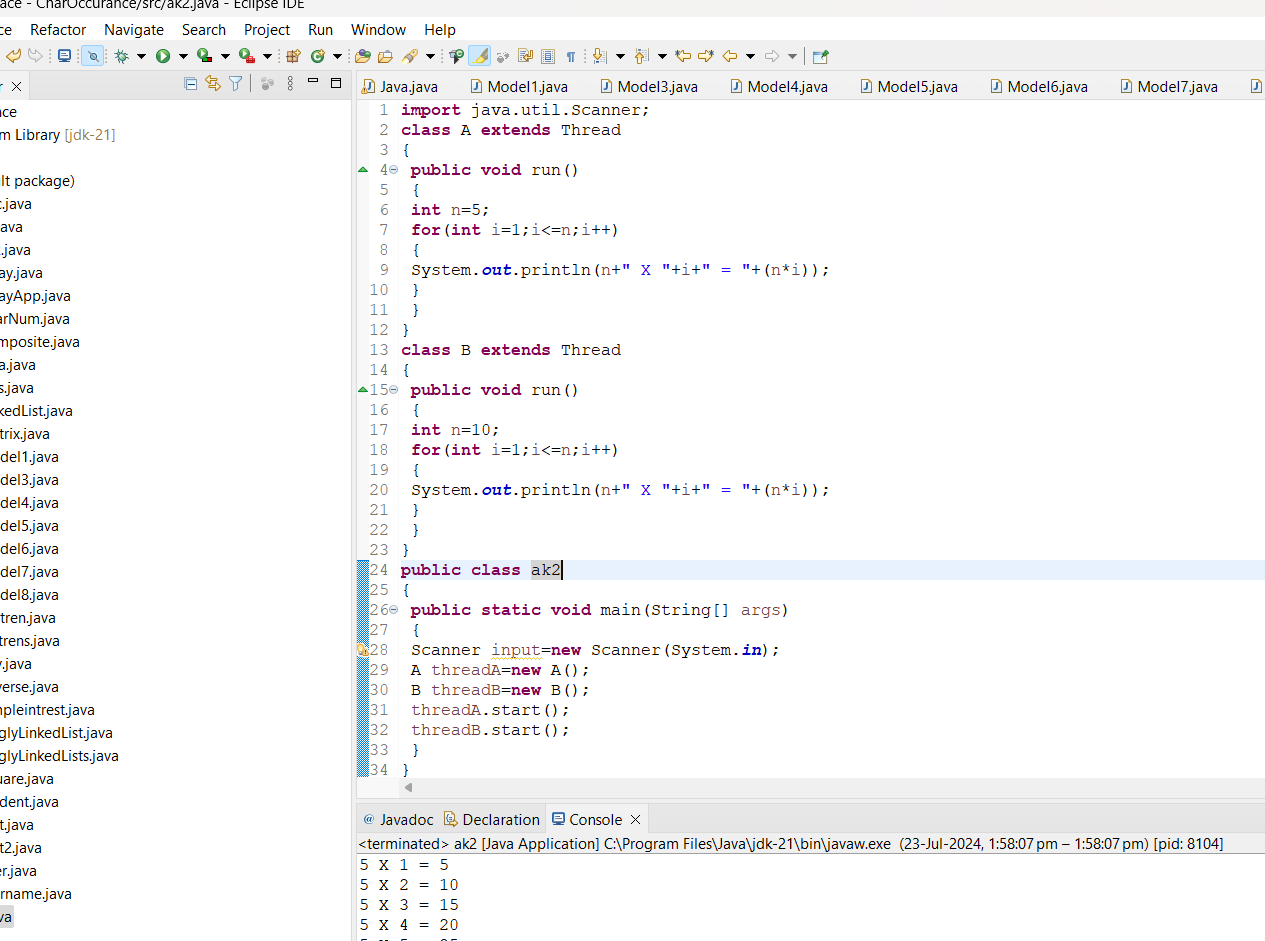 ace - CharOccurance/src/ak2.java - Eclipse IDE
ce Refactor Navigate Search Project Run Window Help
Java.java Model1.java Model3.java Model4.java Model5.java Model6.java Model7.java
ce
m Library [jdk-21]
lt package)
c.java
ava
.java
ay.java
ayApp.java
arNum.java
mposite.java
a.java
s.java
kedList.java
trix.java
del1.java
del3.java
del4.java
del5.java
del6.java
del7.java
del8.java
tren.java
trens.java
y.java
verse.java
npleintrest.java
glyLinkedList.java
glyLinkedLists.java
uare.java
dent.java
t.java
t2.java
er.java
rname.java
va
1 import java.util.Scanner;
2 class A extends Thread
3 {
4 public void run()
5 {
6 int n=5;
7 for(int i=1;i<=n;i++)
8 {
9 System.out.println(n+" X "+i+" = "+(n*i));
10 }
11 }
12 }
13 class B extends Thread
14 {
15 public void run()
16 {
17 int n=10;
18 for(int i=1;i<=n;i++)
19 {
20 System.out.println(n+" X "+i+" = "+(n*i));
21 }
22 }
23 }
24 public class ak2
25 {
26 public static void main(String[] args)
27 {
28 Scanner input=new Scanner(System.in);
29 A threadA=new A();
30 B threadB=new B();
31 threadA.start();
32 threadB.start();
33 }
34 }
@ Javadoc Declaration Console
<terminated> ak2 [Java Application] C:\Program Files\Java\jdk-21\bin\javaw.exe (23-Jul-2024, 1:58:07 pm – 1:58:07 pm) [pid: 8104]
5 X 1 = 5
5 X 2 = 10
5 X 3 = 15
5 X 4 = 20